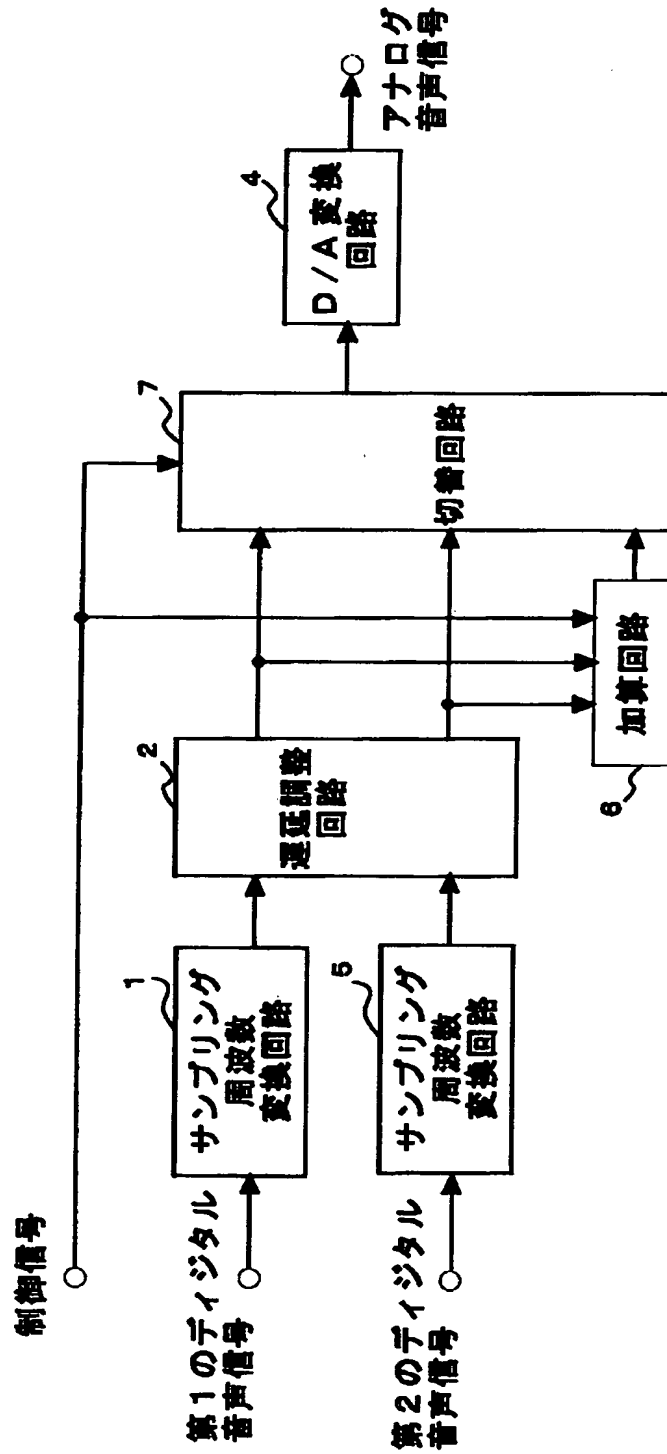 制御信号
第1のディジタル
音声信号
1
サンプリング
周波数
変換回路
第2のディジタル
音声信号
5
サンプリング
周波数
変換回路
2
遅延調整
回路
6
加算回路
7
切替回路
4
D/A変換
回路
アナログ
音声信号